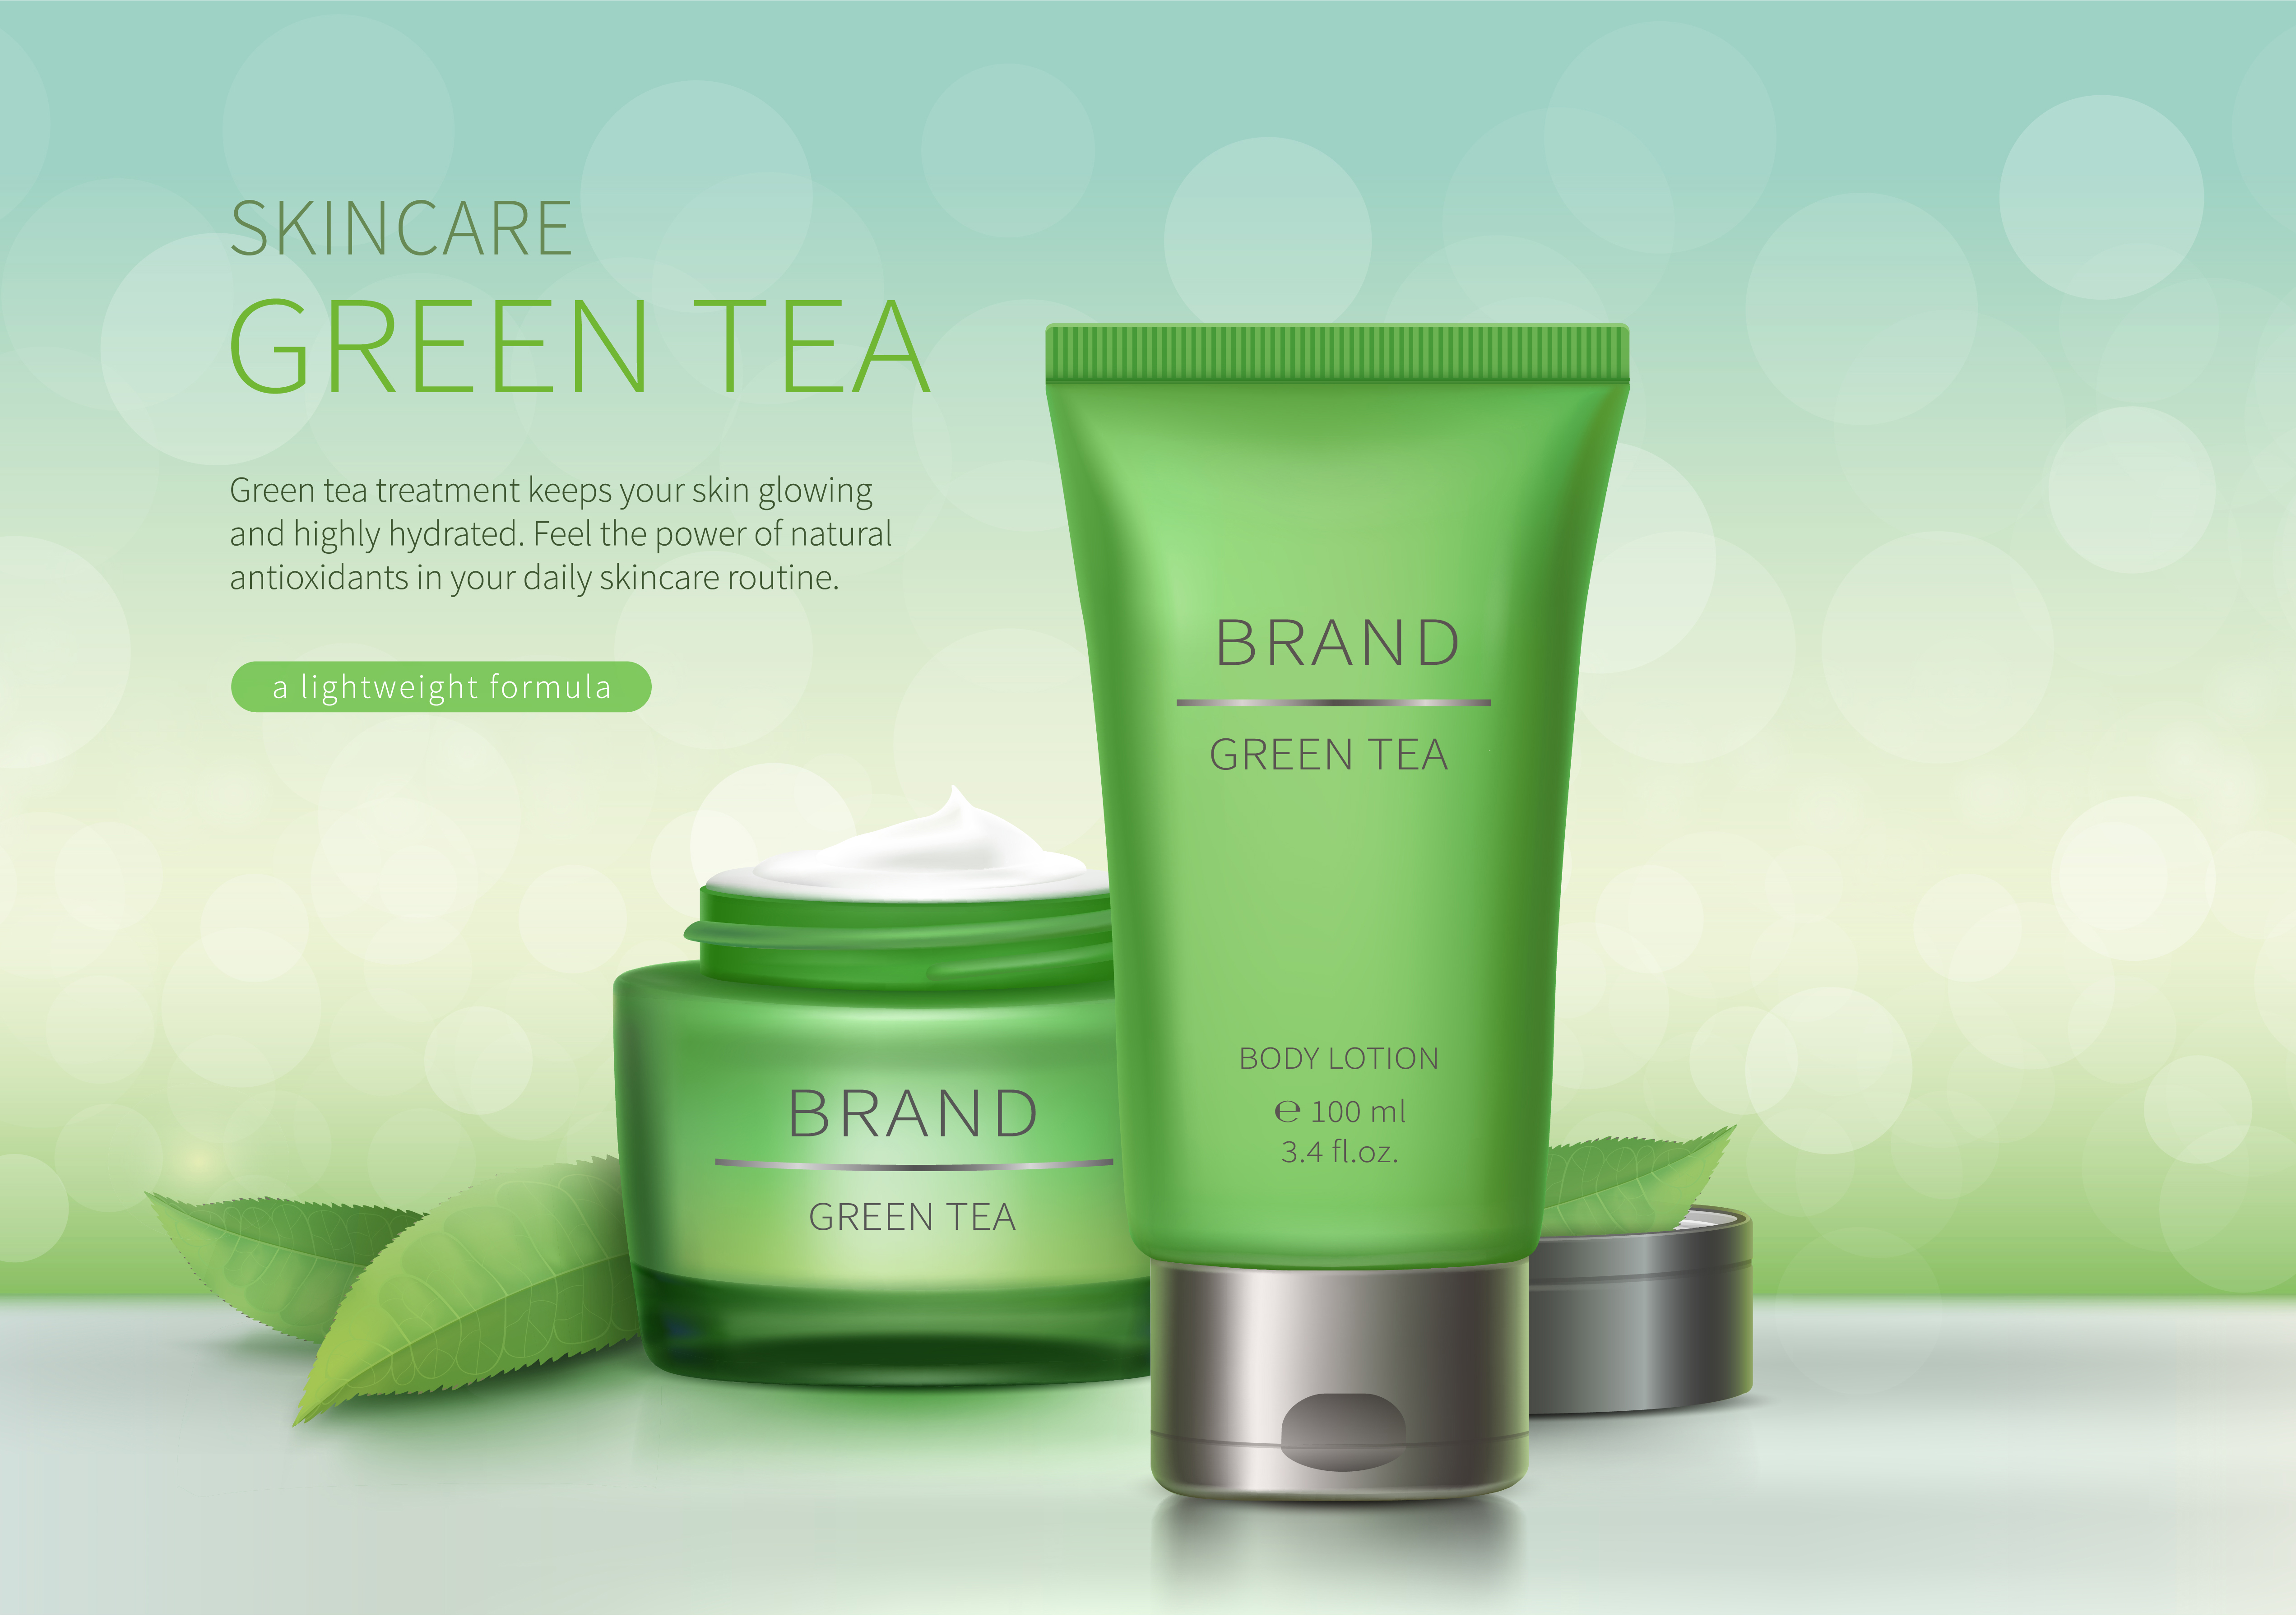 SKINCARE
GREEN TEA
Green tea treatment keeps your skin glowing
and highly hydrated. Feel the power of natural
antioxidants in your daily skincare routine.
a lightweight formula
BRAND
GREEN TEA
BRAND
GREEN TEA
BODY LOTION
℮ 100 ml
3.4 fl.oz.